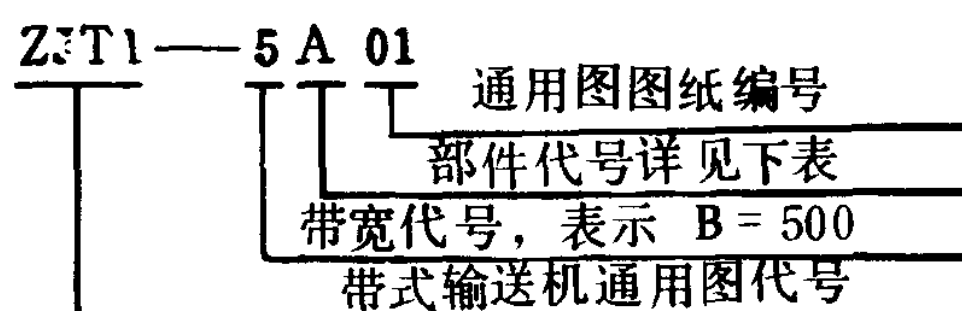 ZJT1——5 A 01
通用图图纸编号
部件代号详见下表
带宽代号，表示 B = 500
带式输送机通用图代号